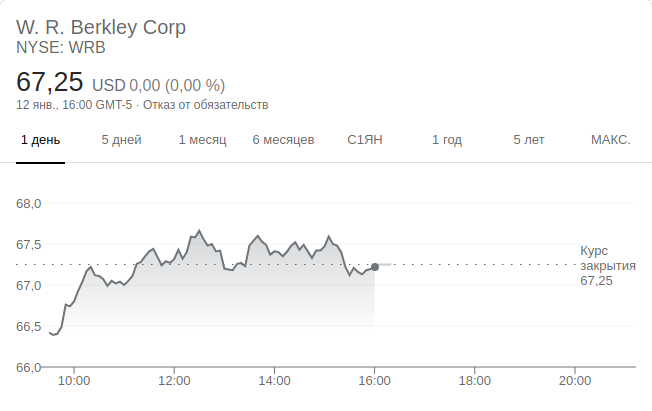 W. R. Berkley Corp
NYSE: WRB
67,25 USD 0,00 (0,00 %)
12 янв., 16:00 GMT-5 · Отказ от обязательств
1 день 5 дней 1 месяц 6 месяцев С1ЯН 1 год 5 лет МАКС.
68,0
67,5
67,0
66,5
66,0
Курс
закрытия
67,25
10:00 12:00 14:00 16:00 18:00 20:00